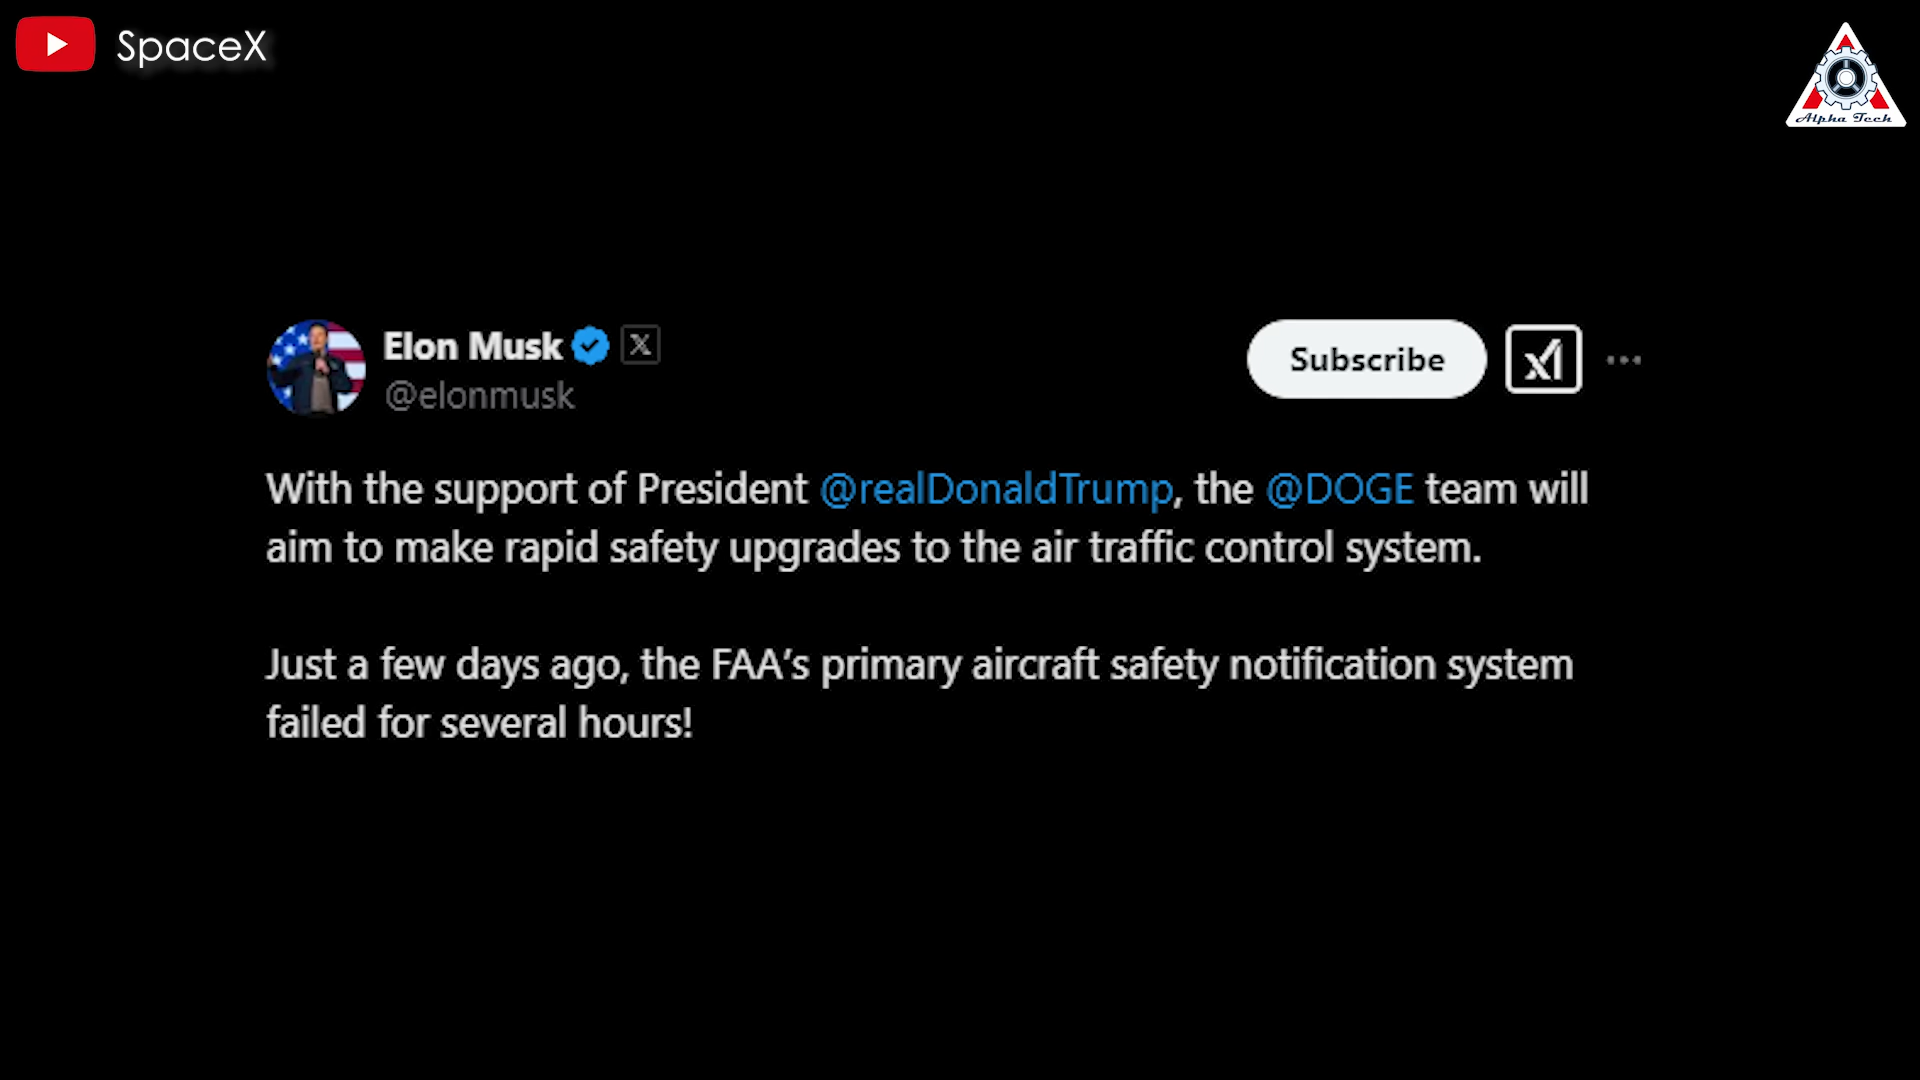 SpaceX
Alpha Tech
Elon Musk
@elonmusk
Subscribe
With the support of President @realDonaldTrump, the @DOGE team will
aim to make rapid safety upgrades to the air traffic control system.
Just a few days ago, the FAA’s primary aircraft safety notification system
failed for several hours!